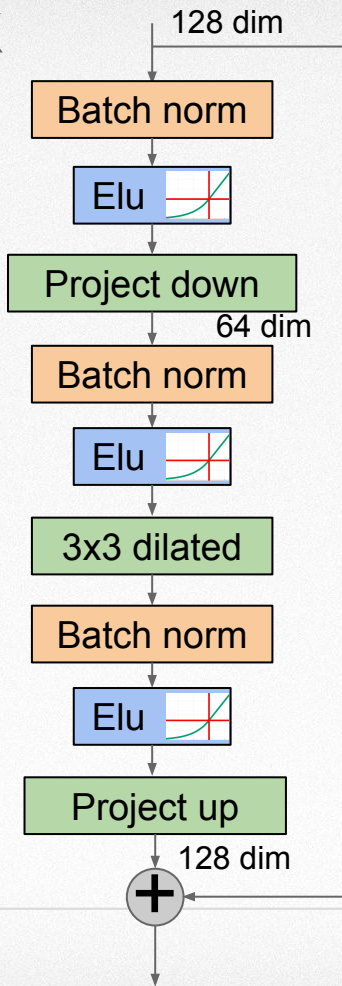 128 dim
Batch norm
Elu
Project down
64 dim
Batch norm
Elu
3x3 dilated
Batch norm
Elu
Project up
128 dim
+